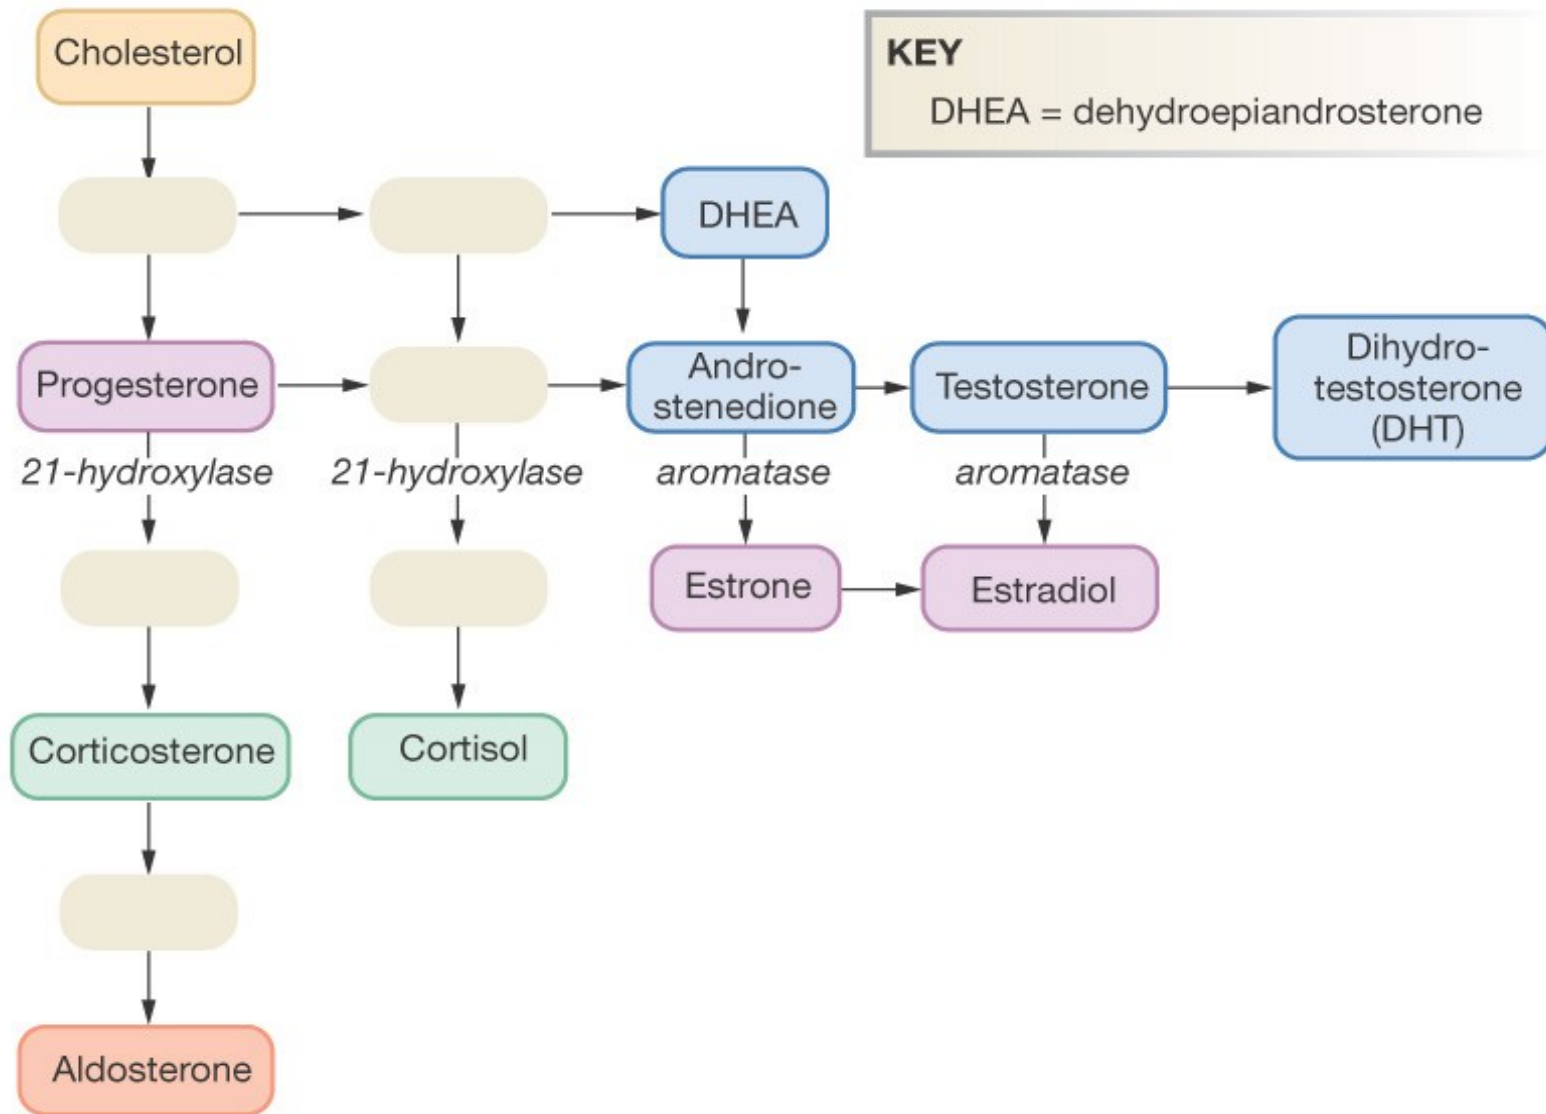 Cholesterol
KEY
DHEA = dehydroepiandrosterone
DHEA
Progesterone
Andro-
stenedione
Testosterone
Dihydro-
testosterone
(DHT)
21-hydroxylase
21-hydroxylase
aromatase
aromatase
Estrone
Estradiol
Corticosterone
Cortisol
Aldosterone